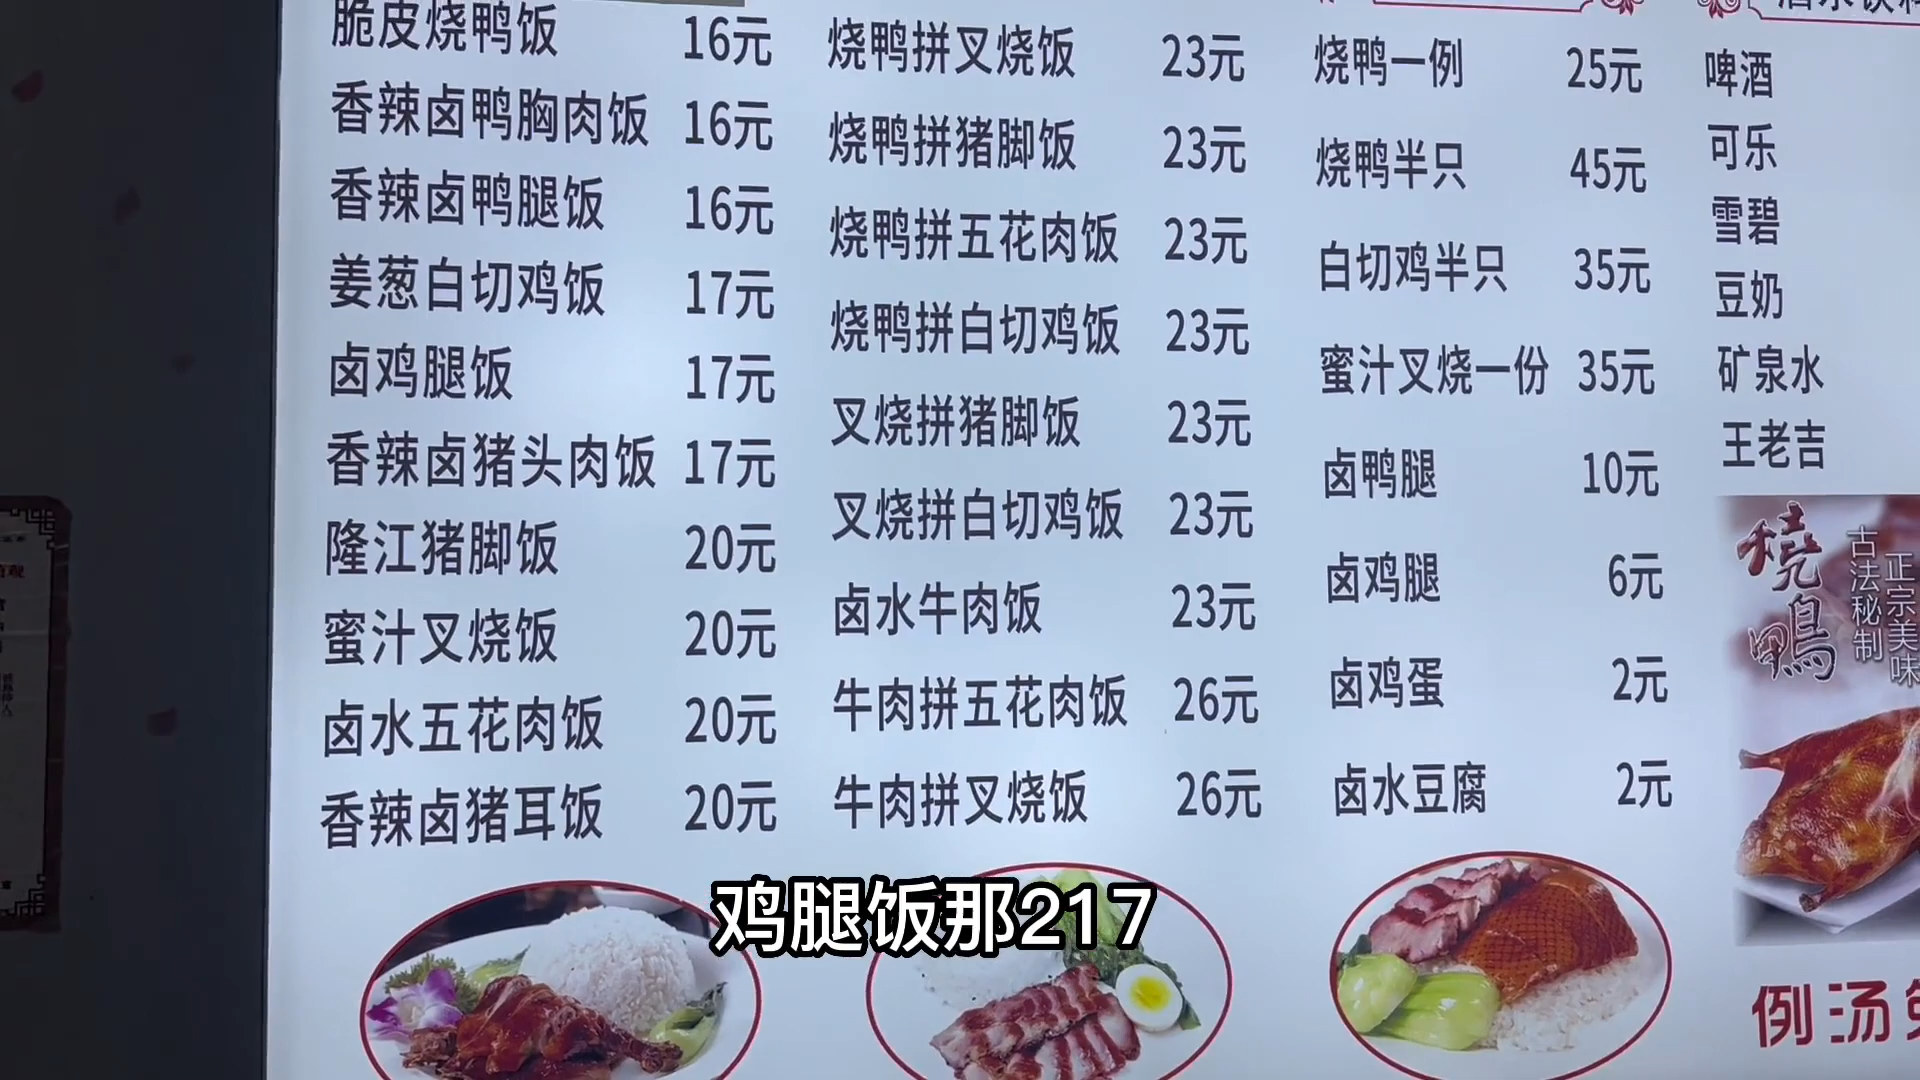 脆皮烧鸭饭 16元
香辣卤鸭胸肉饭 16元
香辣卤鸭腿饭 16元
姜葱白切鸡饭 17元
卤鸡腿饭 17元
香辣卤猪头肉饭 17元
隆江猪脚饭 20元
蜜汁叉烧饭 20元
卤水五花肉饭 20元
香辣卤猪耳饭 20元
烧鸭拼叉烧饭 23元
烧鸭拼猪脚饭 23元
烧鸭拼五花肉饭 23元
烧鸭拼白切鸡饭 23元
叉烧拼猪脚饭 23元
叉烧拼白切鸡饭 23元
卤水牛肉饭 23元
牛肉拼五花肉饭 26元
牛肉拼叉烧饭 26元
烧鸭一例 25元
烧鸭半只 45元
白切鸡半只 35元
蜜汁叉烧一份 35元
卤鸭腿 10元
卤鸡腿 6元
卤鸡蛋 2元
卤水豆腐 2元
酒水饮料
啤酒
可乐
雪碧
豆奶
矿泉水
王老吉
燒鴨
古法秘制
正宗美味
例汤免
鸡腿饭那217